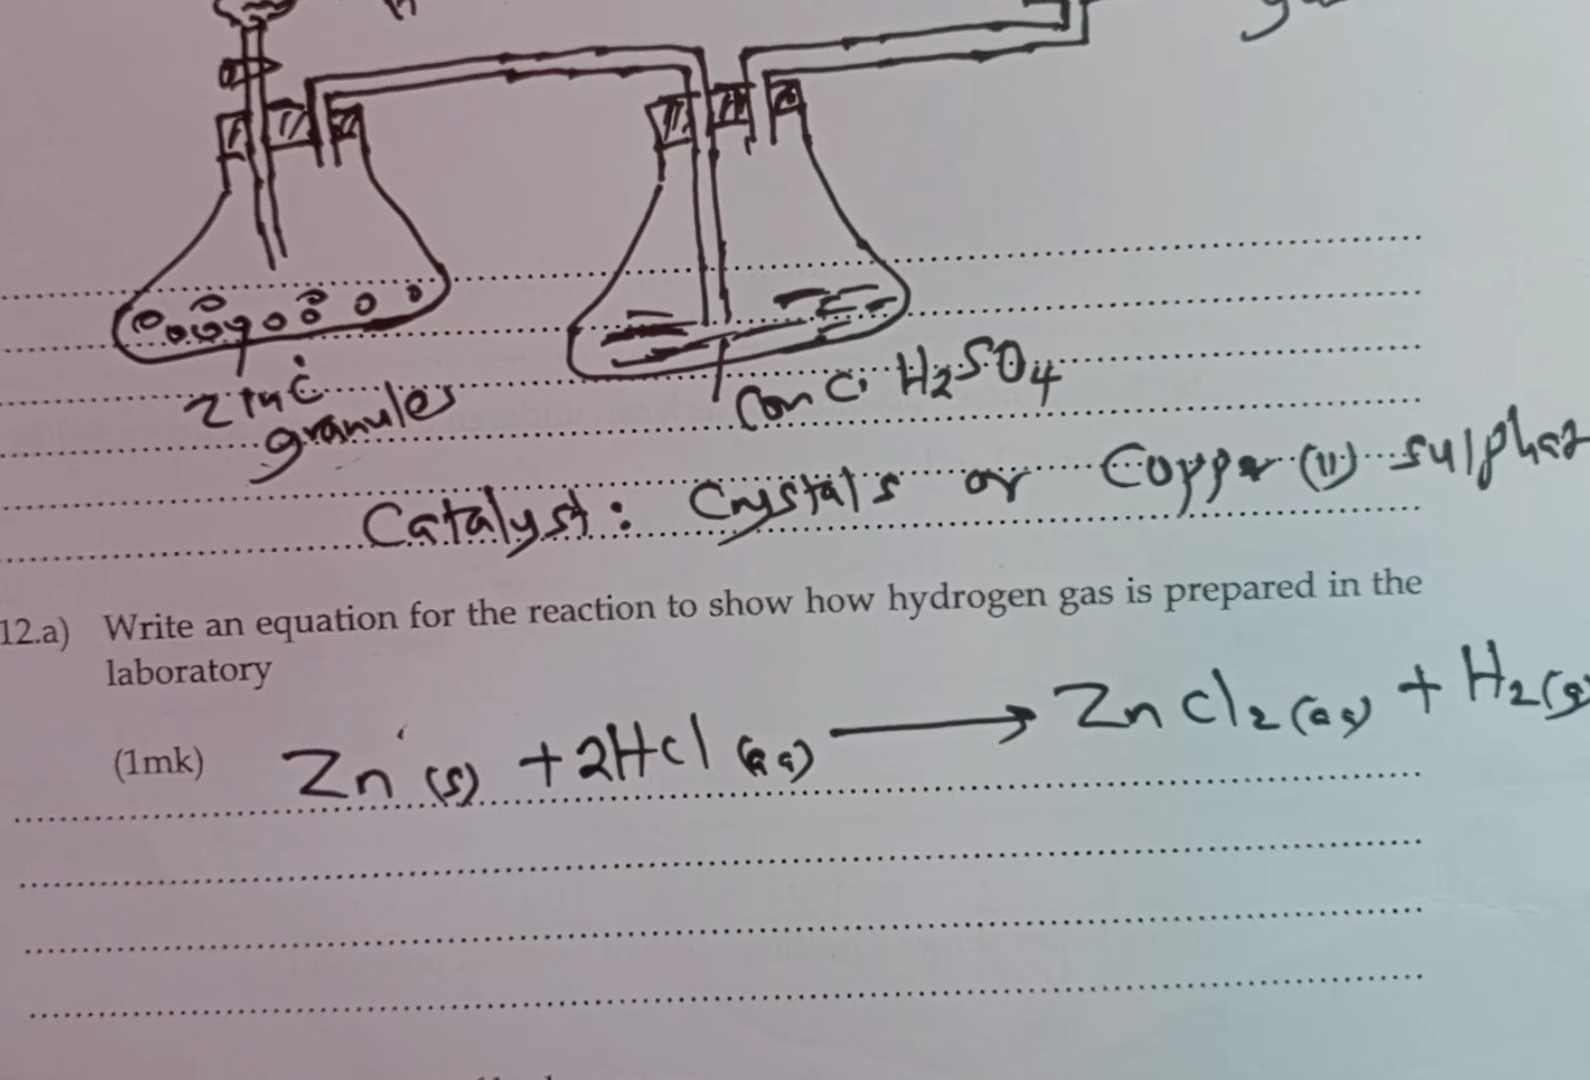 Zinc
granules
Conc. H2SO4
Catalyst: Crystals or Copper (II) sulphat
12.a) Write an equation for the reaction to show how hydrogen gas is prepared in the
laboratory
(1mk) Zn (s) + 2HCl (aq) → ZnCl2 (aq) + H2(g)